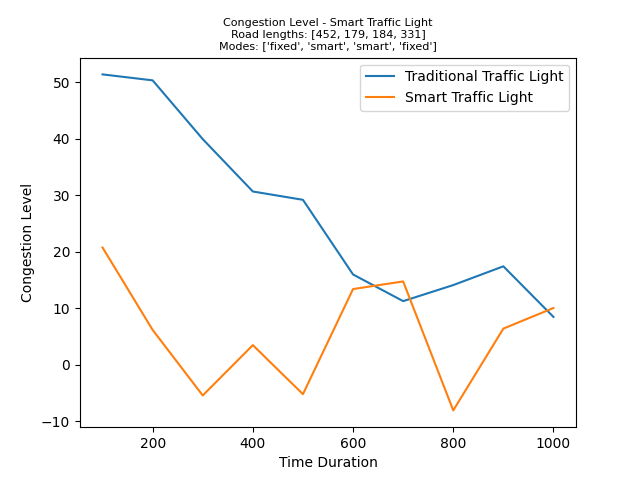 Congestion Level - Smart Traffic Light
Road lengths: [452, 179, 184, 331]
Modes: ['fixed', 'smart', 'smart', 'fixed']
Traditional Traffic Light
Smart Traffic Light
Congestion Level
50
40
30
20
10
0
−10
200
400
600
800
1000
Time Duration